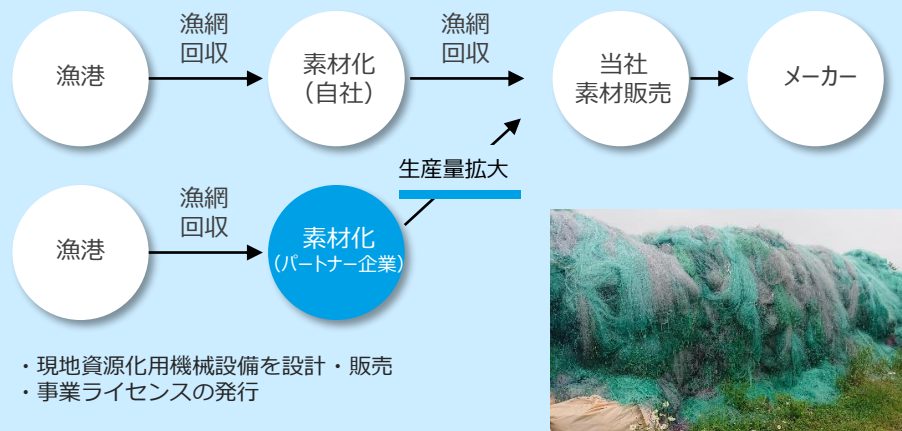 漁港
漁網
回収
素材化
（自社）
漁網
回収
当社
素材販売
メーカー
生産量拡大
漁港
漁網
回収
素材化
(パートナー企業)
・現地資源化用機械設備を設計・販売
・事業ライセンスの発行